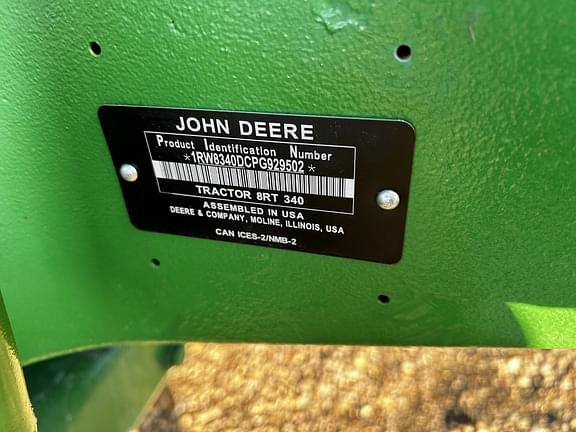 JOHN DEERE
Product Identification Number
*1RW8340DCPG929502*
TRACTOR 8RT 340
ASSEMBLED IN USA
DEERE & COMPANY, MOLINE, ILLINOIS, USA
CAN ICES-2/NMB-2